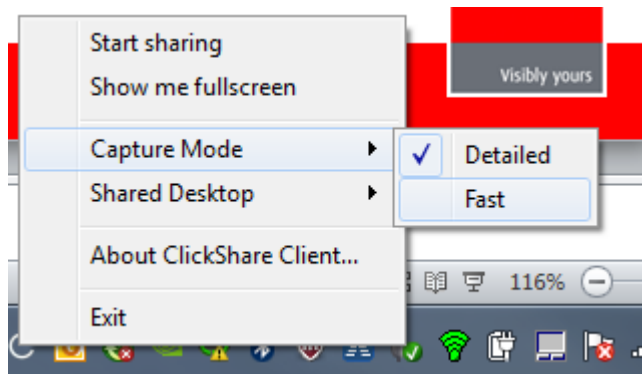 Start sharing
Show me fullscreen
Capture Mode
Shared Desktop
About ClickShare Client...
Exit
Detailed
Fast
Visibly yours
116%